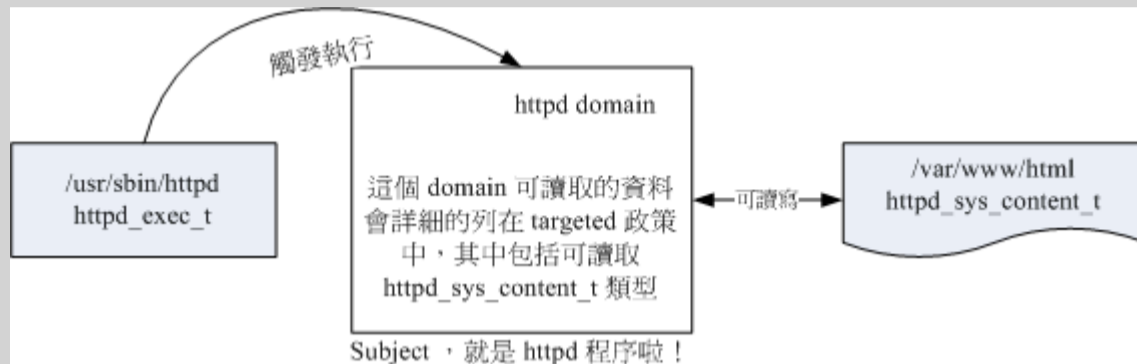 觸發執行
/usr/sbin/httpd
httpd_exec_t
httpd domain
這個 domain 可讀取的資料
會詳細的列在 targeted 政策
中，其中包括可讀取
httpd_sys_content_t 類型
可讀寫
/var/www/html
httpd_sys_content_t
Subject ，就是 httpd 程序啦！